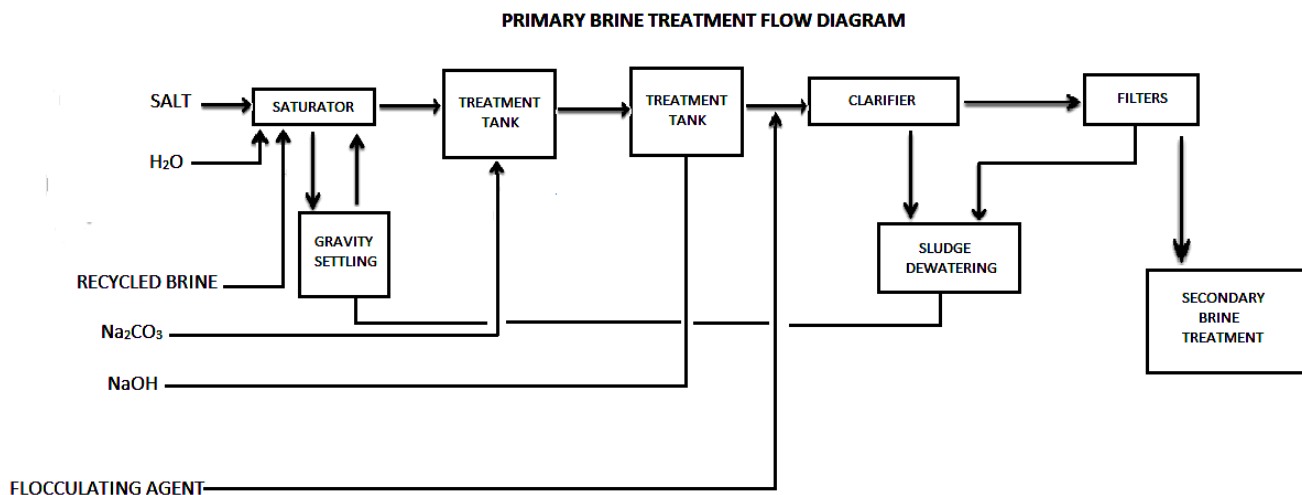 PRIMARY BRINE TREATMENT FLOW DIAGRAM
SALT
SATURATOR
TREATMENT
TANK
TREATMENT
TANK
CLARIFIER
FILTERS
H₂O
GRAVITY
SETTLING
SLUDGE
DEWATERING
RECYCLED BRINE
SECONDARY
BRINE
TREATMENT
Na₂CO₃
NaOH
FLOCCULATING AGENT